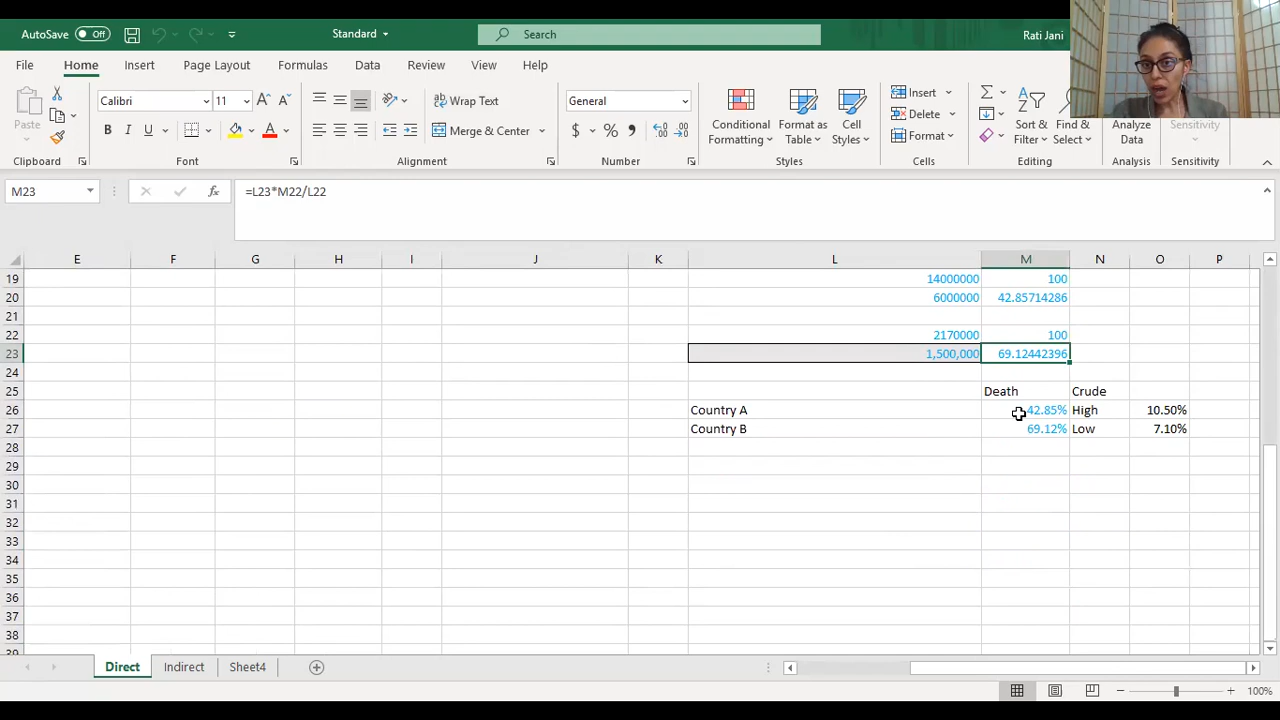 AutoSave Off Standard Search Rati Jani
File Home Insert Page Layout Formulas Data Review View Help
Calibri 11 Wrap Text General Insert
Paste Merge & Center Conditional Formatting Format as Table Cell Styles Delete Sort & Filter Find & Select Analyze Data Sensitivity
Format
Clipboard Font Alignment Number Styles Cells Editing Analysis Sensitivity
M23 fx =L23*M22/L22
E F G H I J K L M N O P
19 14000000 100
20 6000000 42.85714286
21
22 2170000 100
23 1,500,000 69.12442396
24
25 Death Crude
26 Country A 42.85% High 10.50%
27 Country B 69.12% Low 7.10%
28
29
30
31
32
33
34
35
36
37
38
Direct Indirect Sheet4
100%